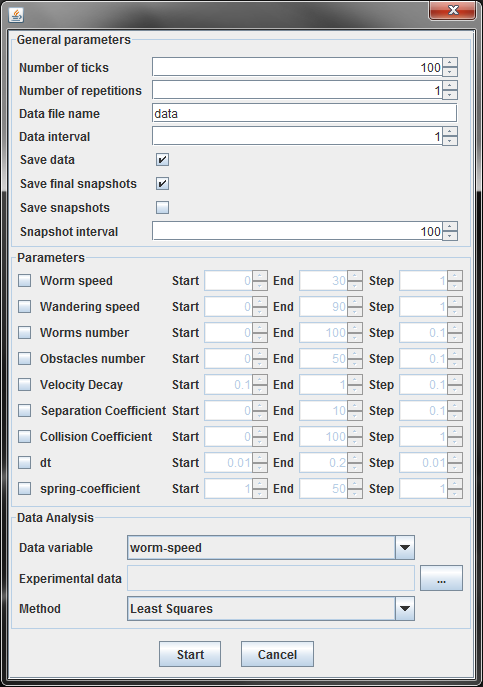 General parameters
Number of ticks 100
Number of repetitions 1
Data file name data
Data interval 1
Save data
Save final snapshots
Save snapshots
Snapshot interval 100
Parameters
Worm speed Start 0 End 30 Step 1
Wandering speed Start 0 End 90 Step 1
Worms number Start 0 End 100 Step 0.1
Obstacles number Start 0 End 50 Step 0.1
Velocity Decay Start 0.1 End 1 Step 0.1
Separation Coefficient Start 0 End 10 Step 0.1
Collision Coefficient Start 0 End 100 Step 1
dt Start 0.01 End 0.2 Step 0.01
spring-coefficient Start 1 End 50 Step 1
Data Analysis
Data variable worm-speed
Experimental data ...
Method Least Squares
Start Cancel